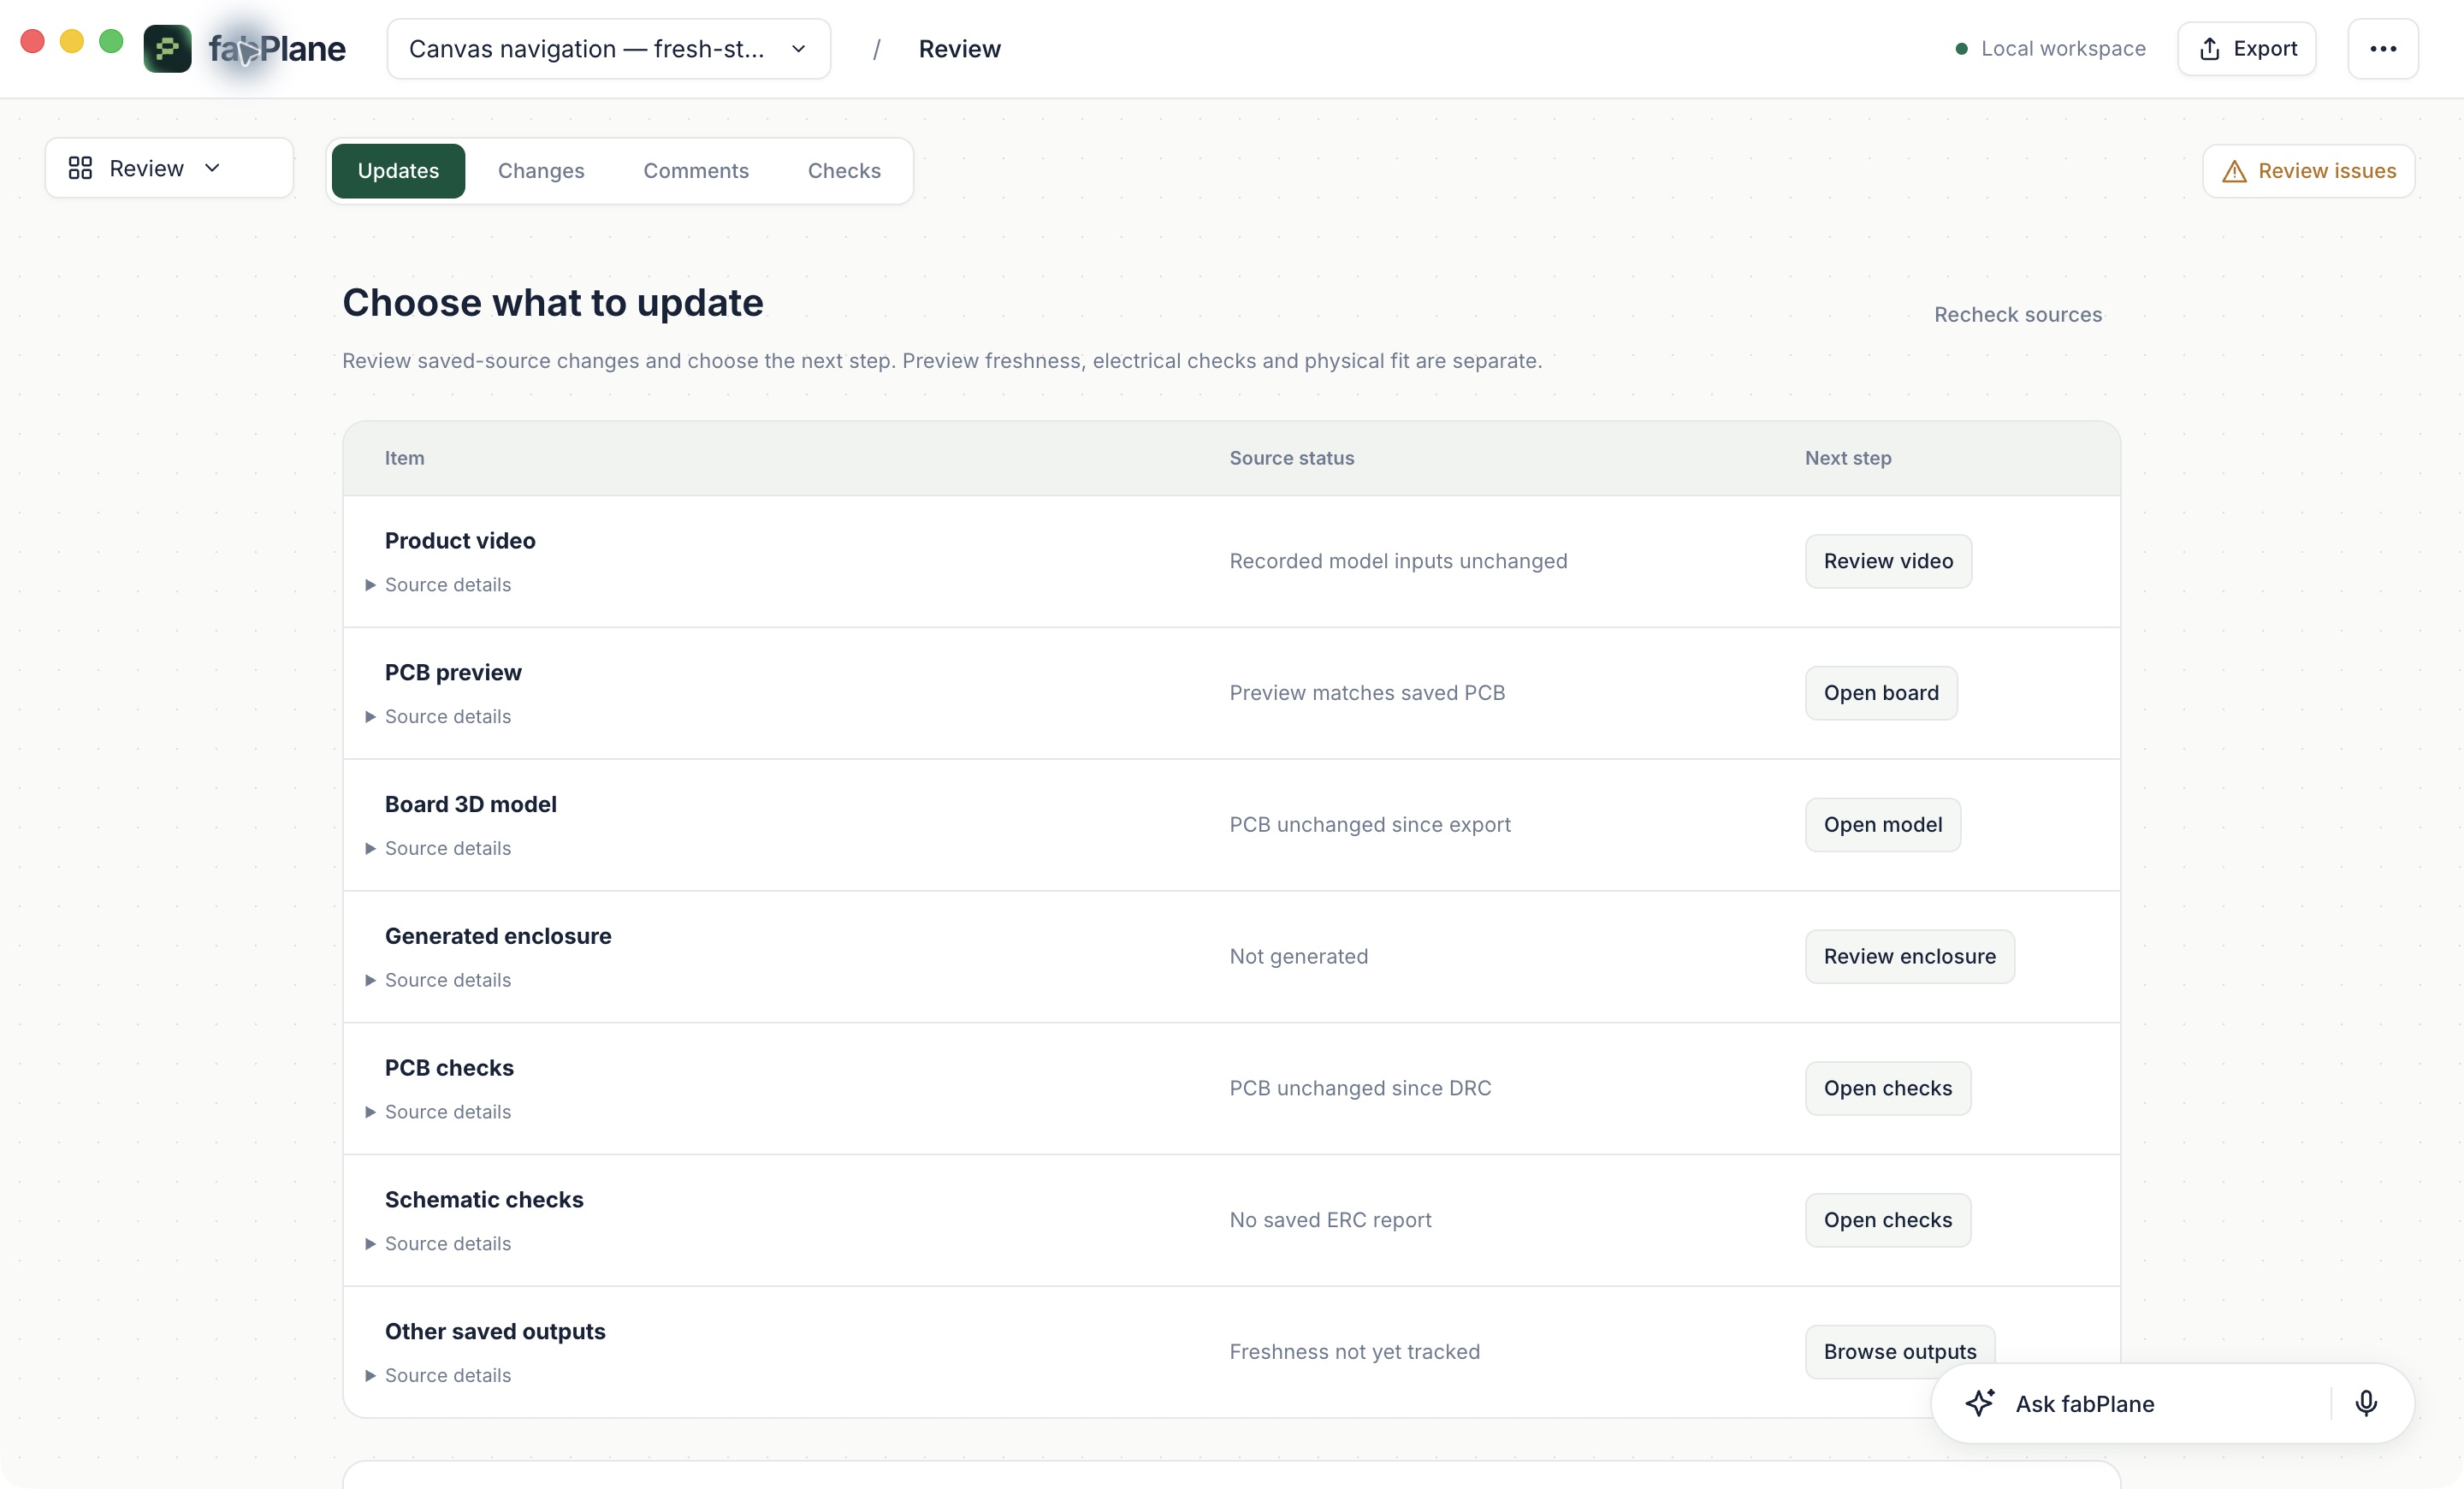 fabPlane
Canvas navigation — fresh-st...
/
Review
Local workspace
Export
Review
Updates
Changes
Comments
Checks
Review issues
Choose what to update
Recheck sources
Review saved-source changes and choose the next step. Preview freshness, electrical checks and physical fit are separate.
Item
Source status
Next step
Product video
Source details
Recorded model inputs unchanged
Review video
PCB preview
Source details
Preview matches saved PCB
Open board
Board 3D model
Source details
PCB unchanged since export
Open model
Generated enclosure
Source details
Not generated
Review enclosure
PCB checks
Source details
PCB unchanged since DRC
Open checks
Schematic checks
Source details
No saved ERC report
Open checks
Other saved outputs
Source details
Freshness not yet tracked
Browse outputs
Ask fabPlane